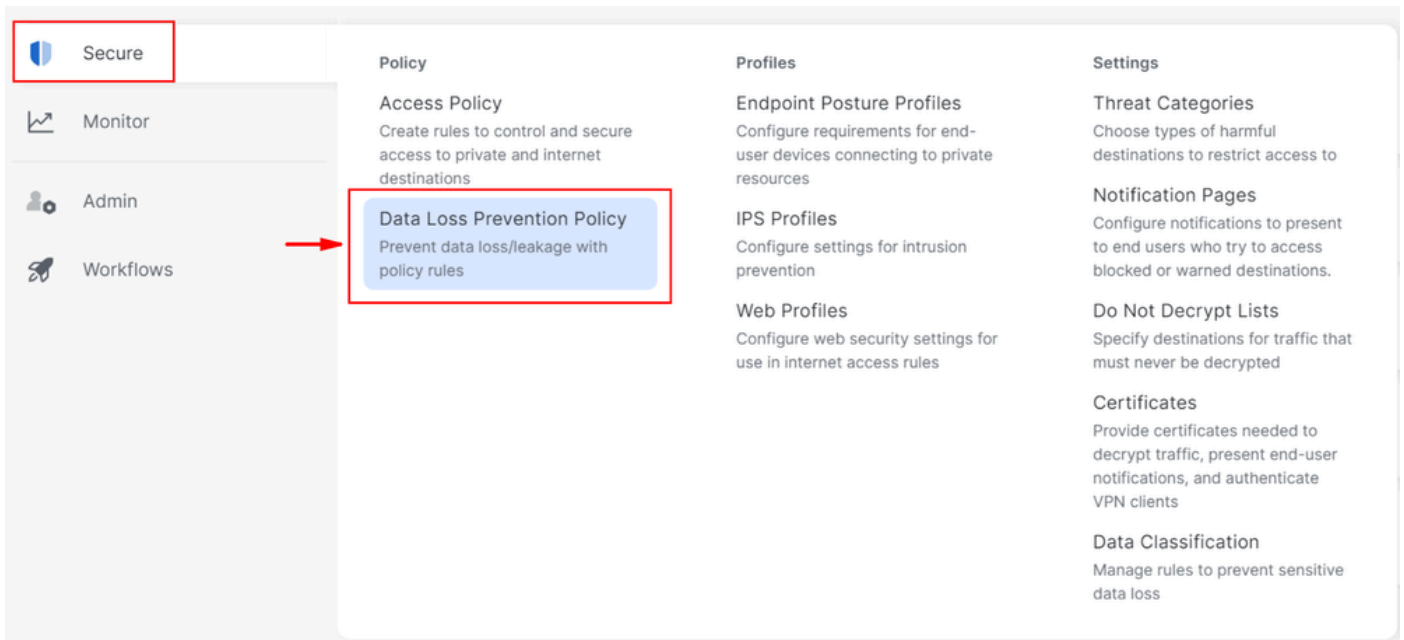 Secure
Monitor
Admin
Workflows
Policy
Access Policy
Create rules to control and secure
access to private and internet
destinations
Data Loss Prevention Policy
Prevent data loss/leakage with
policy rules
Profiles
Endpoint Posture Profiles
Configure requirements for end-
user devices connecting to private
resources
IPS Profiles
Configure settings for intrusion
prevention
Web Profiles
Configure web security settings for
use in internet access rules
Settings
Threat Categories
Choose types of harmful
destinations to restrict access to
Notification Pages
Configure notifications to present
to end users who try to access
blocked or warned destinations.
Do Not Decrypt Lists
Specify destinations for traffic that
must never be decrypted
Certificates
Provide certificates needed to
decrypt traffic, present end-user
notifications, and authenticate
VPN clients
Data Classification
Manage rules to prevent sensitive
data loss